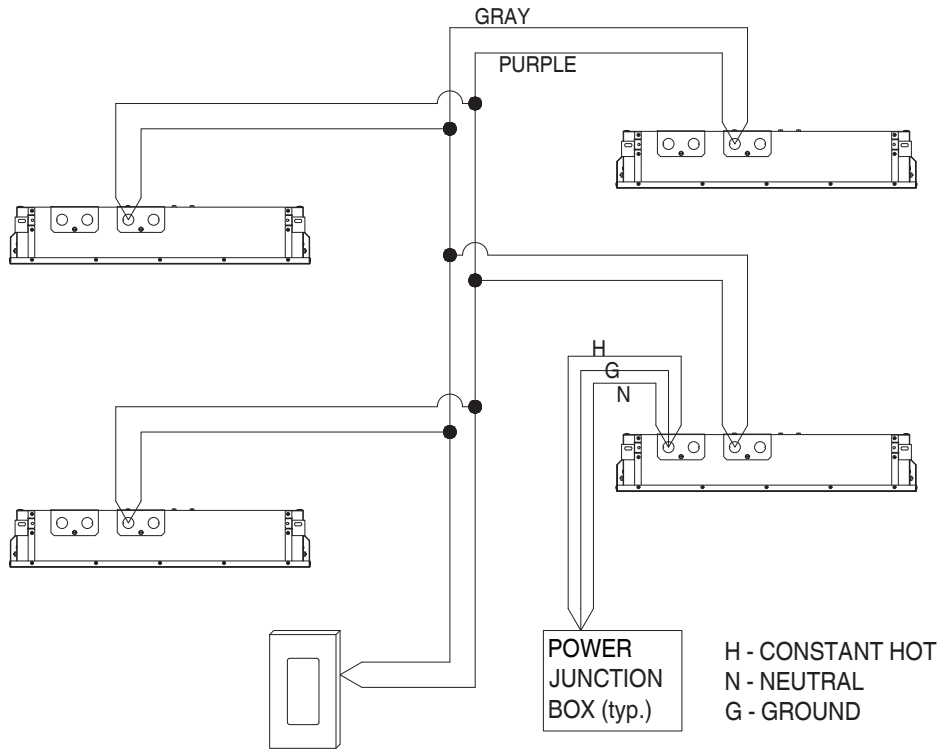 GRAY
PURPLE
H
G
N
POWER
JUNCTION
BOX (typ.)
H - CONSTANT HOT
N - NEUTRAL
G - GROUND